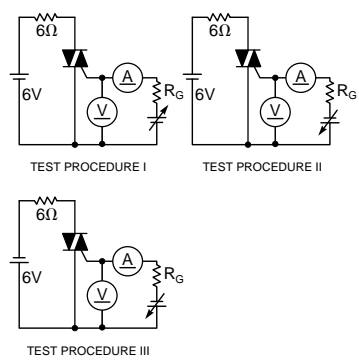 6Ω
A
RG
6V
V
TEST PROCEDURE I
6Ω
A
RG
6V
V
TEST PROCEDURE II
6Ω
A
RG
6V
V
TEST PROCEDURE III